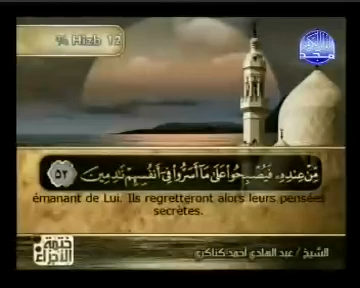 ¾ Hizb 12
المجد
مِّنْ عِندِهِۦ فَيُصْبِحُوا۟ عَلَىٰ مَآ أَسَرُّوا۟ فِىٓ أَنفُسِهِمْ نَٰدِمِينَ ٥٢
émanant de Lui. Ils regretteront alors leurs pensées
secrètes.
ختمة
الأجزاء
الشيخ / عبد الهادي أحمد كناكري